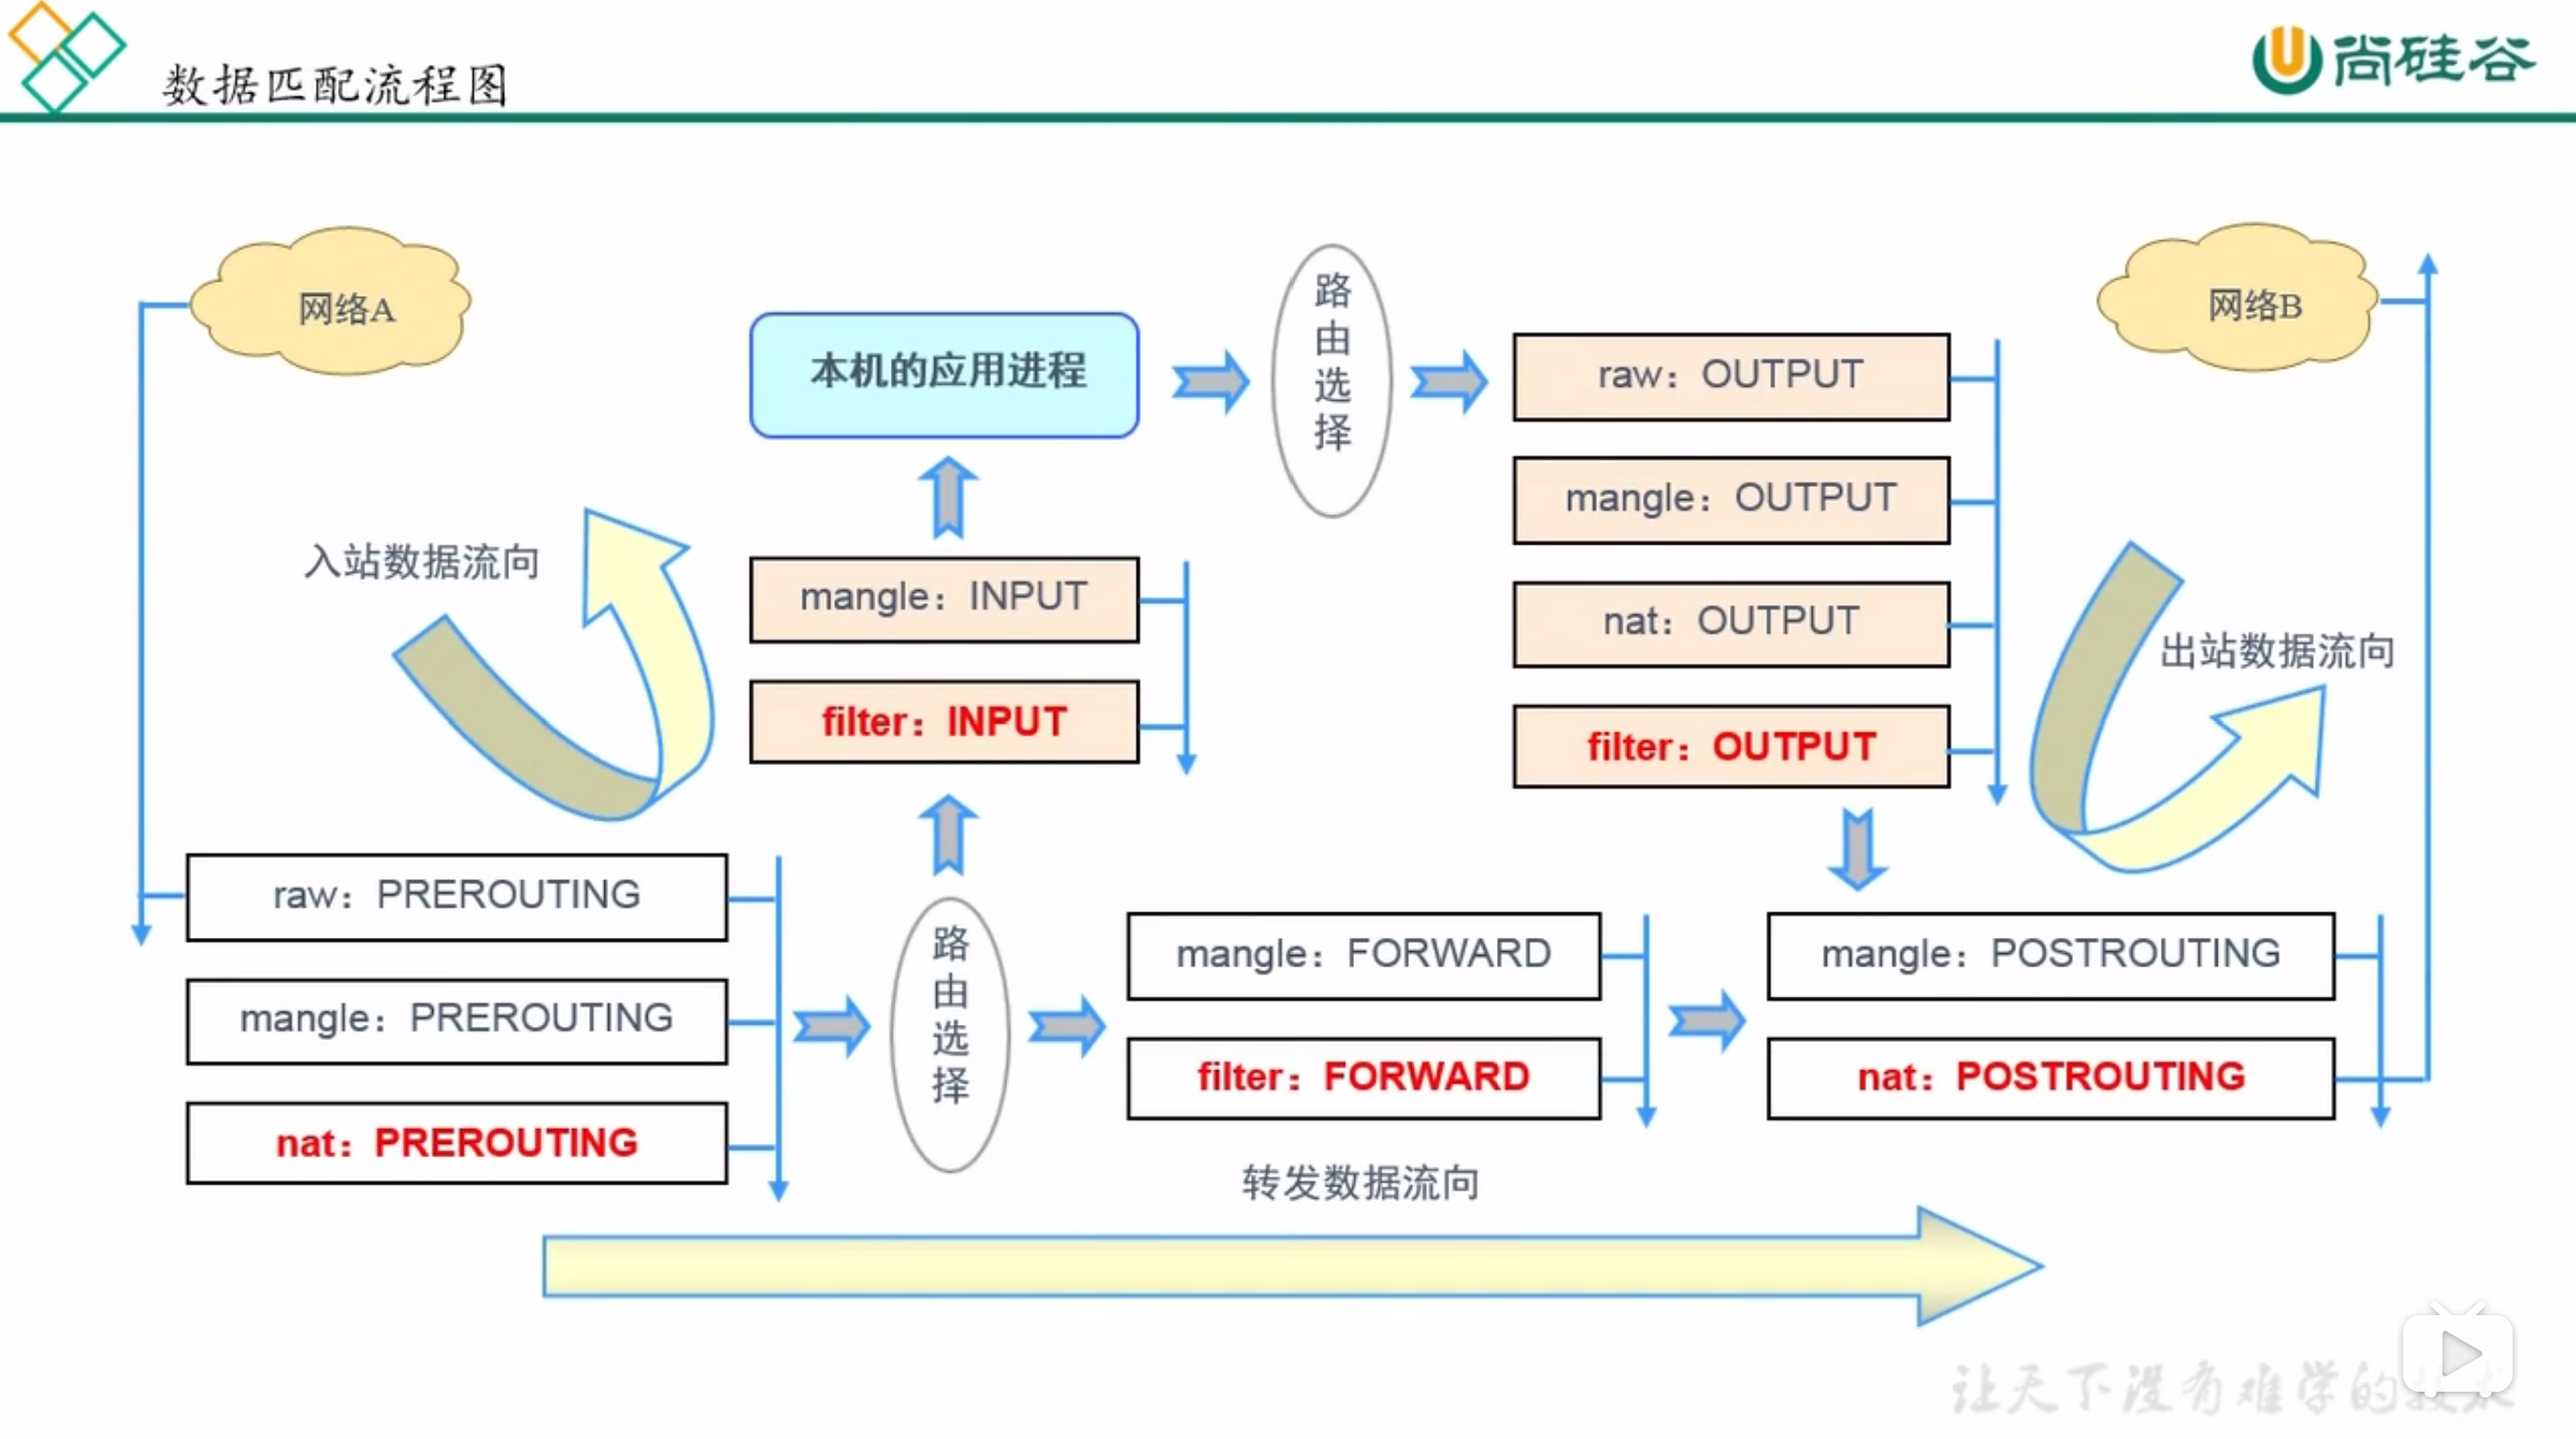 数据匹配流程图
尚硅谷
网络A
网络B
本机的应用进程
路由选择
raw：OUTPUT
mangle：OUTPUT
nat：OUTPUT
filter：OUTPUT
入站数据流向
mangle：INPUT
filter：INPUT
出站数据流向
raw：PREROUTING
mangle：PREROUTING
nat：PREROUTING
路由选择
mangle：FORWARD
filter：FORWARD
mangle：POSTROUTING
nat：POSTROUTING
转发数据流向
让天下没有难学的技术